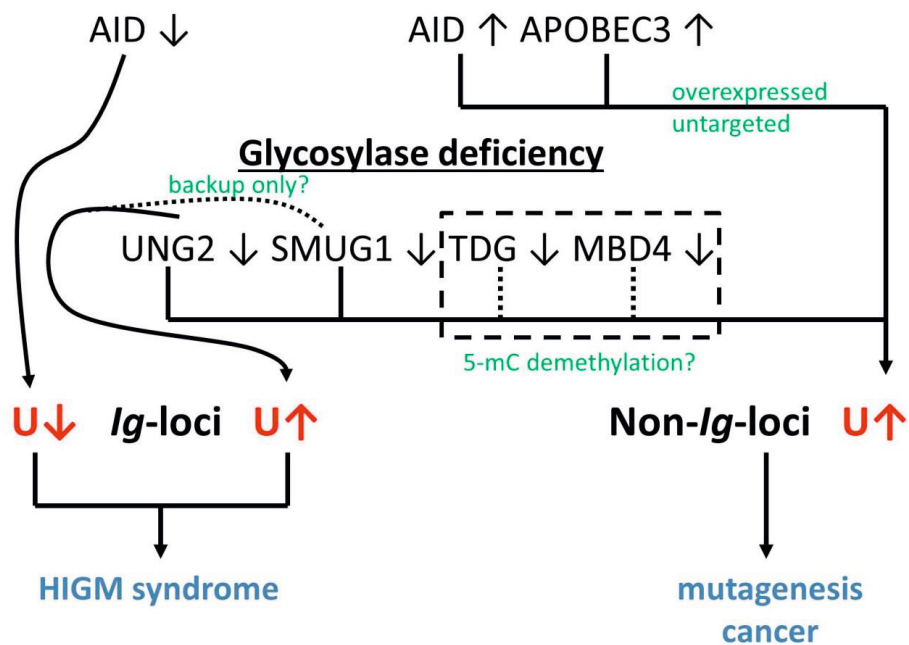 AID ↓ AID ↑ APOBEC3 ↑
overexpressed
untargeted
Glycosylase deficiency
backup only?
UNG2 ↓ SMUG1 ↓ TDG ↓ MBD4 ↓
5-mC demethylation?
U↓ Ig-loci U↑ Non-Ig-loci U↑
HIGM syndrome
mutagenesis
cancer